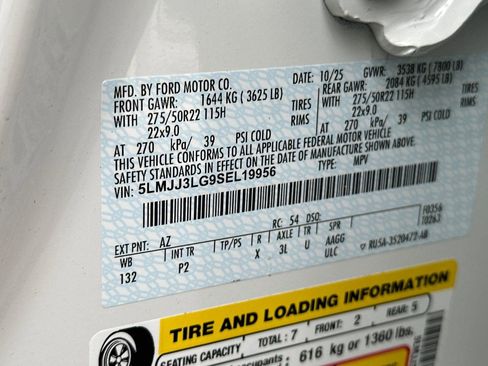 MFD. BY FORD MOTOR CO.
10/25 GVWR: 3538 KG (7800 LB)
FRONT GAWR: 1644 KG (3625 LB) REAR GAWR: 2084 KG (4595 LB)
WITH 275/50R22 115H TIRES WITH 275/50R22 115H TIRES
22x9.0 RIMS 22x9.0 RIMS
AT 270 kPa/ 39 PSI COLD AT 270 kPa/ 39 PSI COLD
THIS VEHICLE CONFORMS TO ALL APPLICABLE FEDERAL MOTOR VEHICLE
SAFETY STANDARDS IN EFFECT ON THE DATE OF MANUFACTURE SHOWN ABOVE.
VIN: 5LMJJ3LG9SEL19956 TYPE: MPV
F0356
T0263
EXT PNT: AZ RC: 54 DSO:
WB INT TR TP/PS R AXLE TR SPR
132 P2 X 3L U AAGG
ULC RU5A-3520472-AB
TIRE AND LOADING INFORMATION
SEATING CAPACITY TOTAL: 7 FRONT: 2 REAR: 5
616 kg or 1360 lbs.